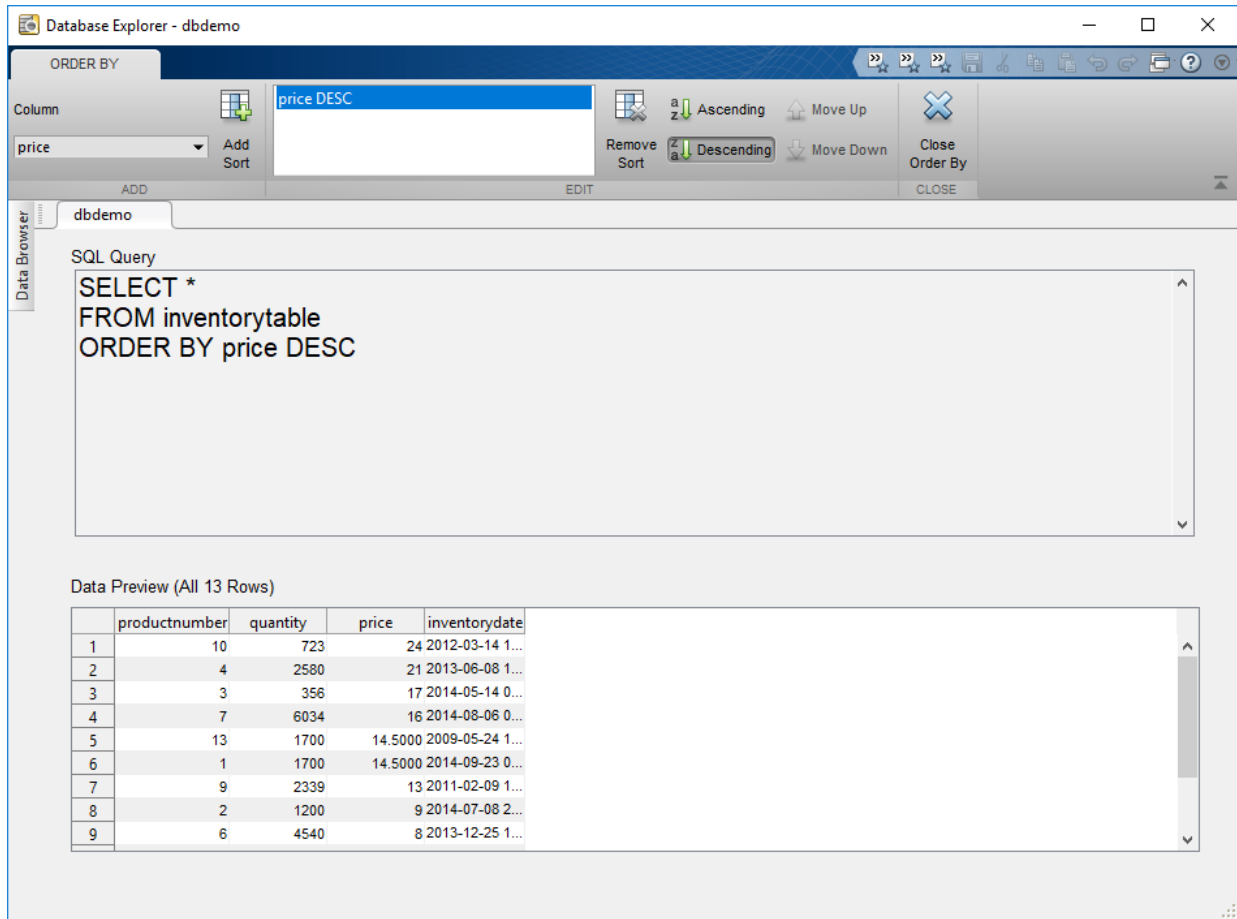 Database Explorer - dbdemo
ORDER BY
Column
price
Add Sort
price DESC
Remove Sort
Ascending
Descending
Move Up
Move Down
Close Order By
ADD
EDIT
CLOSE
Data Browser
dbdemo
SQL Query
SELECT *
FROM inventorytable
ORDER BY price DESC
Data Preview (All 13 Rows)
productnumber quantity price inventorydate
1 10 723 24 2012-03-14 1...
2 4 2580 21 2013-06-08 1...
3 3 356 17 2014-05-14 0...
4 7 6034 16 2014-08-06 0...
5 13 1700 14.5000 2009-05-24 1...
6 1 1700 14.5000 2014-09-23 0...
7 9 2339 13 2011-02-09 1...
8 2 1200 9 2014-07-08 2...
9 6 4540 8 2013-12-25 1...